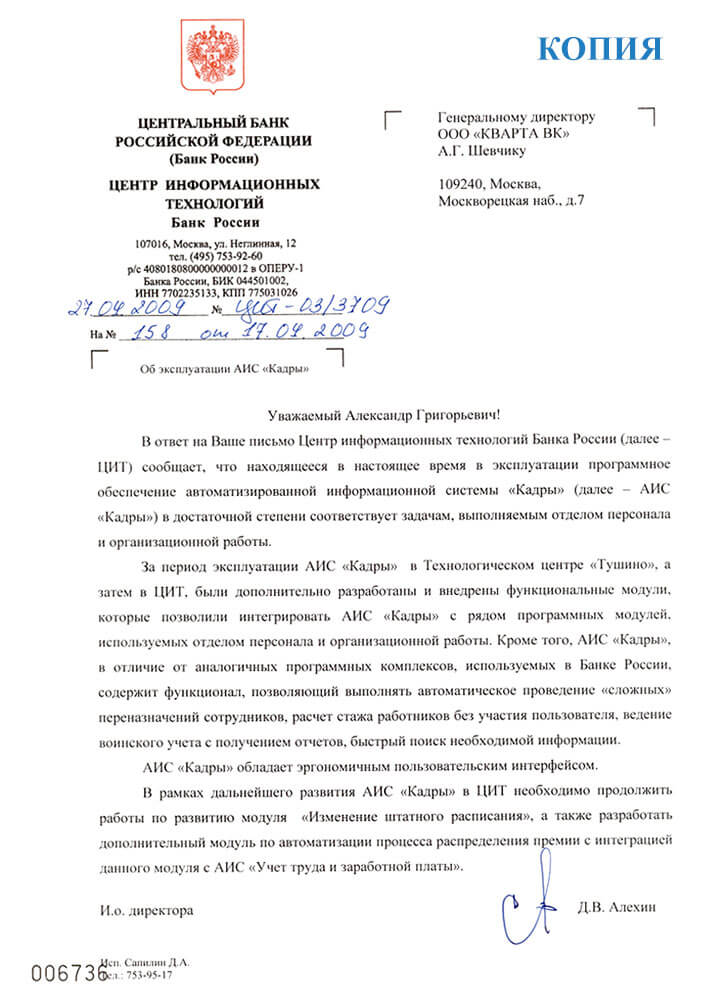 КОПИЯ
ЦЕНТРАЛЬНЫЙ БАНК
РОССИЙСКОЙ ФЕДЕРАЦИИ
(Банк России)
ЦЕНТР ИНФОРМАЦИОННЫХ
ТЕХНОЛОГИЙ
Банк России
107016, Москва, ул. Неглинная, 12
тел. (495) 753-92-60
р/с 4080180800000000012 в ОПЕРУ-1
Банка России, БИК 044501002,
ИНН 7702235133, КПП 775031026
27.04.2009 № ЦИТ-03/3709
На № 158 от 17.04.2009
Генеральному директору
ООО «КВАРТА ВК»
А.Г. Шевчику
109240, Москва,
Москворецкая наб., д.7
Об эксплуатации АИС «Кадры»
Уважаемый Александр Григорьевич!
В ответ на Ваше письмо Центр информационных технологий Банка России (далее –
ЦИТ) сообщает, что находящееся в настоящее время в эксплуатации программное
обеспечение автоматизированной информационной системы «Кадры» (далее – АИС
«Кадры») в достаточной степени соответствует задачам, выполняемым отделом персонала
и организационной работы.
За период эксплуатации АИС «Кадры» в Технологическом центре «Тушино», а
затем в ЦИТ, были дополнительно разработаны и внедрены функциональные модули,
которые позволили интегрировать АИС «Кадры» с рядом программных модулей,
используемых отделом персонала и организационной работы. Кроме того, АИС «Кадры»,
в отличие от аналогичных программных комплексов, используемых в Банке России,
содержит функционал, позволяющий выполнять автоматическое проведение «сложных»
переназначений сотрудников, расчет стажа работников без участия пользователя, ведение
воинского учета с получением отчетов, быстрый поиск необходимой информации.
АИС «Кадры» обладает эргономичным пользовательским интерфейсом.
В рамках дальнейшего развития АИС «Кадры» в ЦИТ необходимо продолжить
работы по развитию модуля «Изменение штатного расписания», а также разработать
дополнительный модуль по автоматизации процесса распределения премии с интеграцией
данного модуля с АИС «Учет труда и заработной платы».
И.о. директора Д.В. Алехин
Исп. Сапилин Д.А.
Тел.: 753-95-17
006736